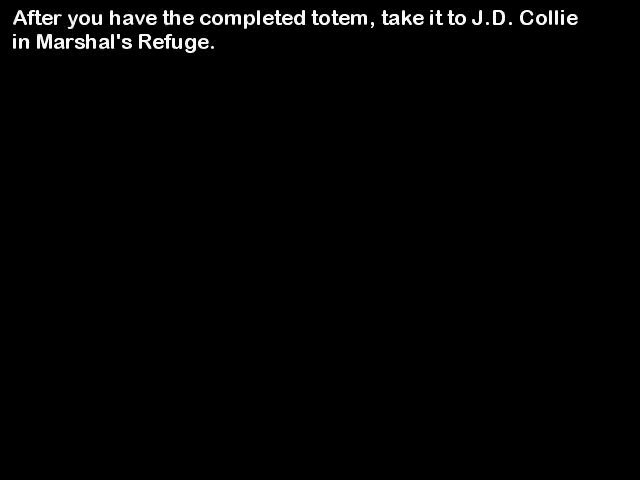 After you have the completed totem, take it to J.D. Collie
in Marshal's Refuge.